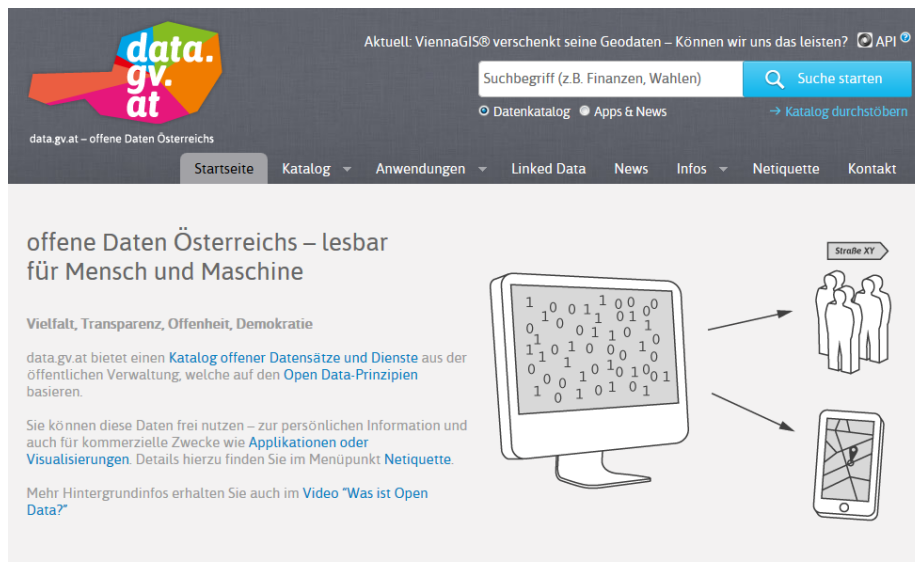 data.
gv.
at
data.gv.at – offene Daten Österreichs
Aktuell: ViennaGIS® verschenkt seine Geodaten – Können wir uns das leisten? API ?
Suchbegriff (z.B. Finanzen, Wahlen) Suche starten
Datenkatalog Apps & News → Katalog durchstöbern
Startseite Katalog Anwendungen Linked Data News Infos Netiquette Kontakt
offene Daten Österreichs – lesbar
für Mensch und Maschine
Vielfalt, Transparenz, Offenheit, Demokratie
data.gv.at bietet einen Katalog offener Datensätze und Dienste aus der
öffentlichen Verwaltung, welche auf den Open Data-Prinzipien
basieren.
Sie können diese Daten frei nutzen – zur persönlichen Information und
auch für kommerzielle Zwecke wie Applikationen oder
Visualisierungen. Details hierzu finden Sie im Menüpunkt Netiquette.
Mehr Hintergrundinfos erhalten Sie auch im Video "Was ist Open
Data?"
Straße XY